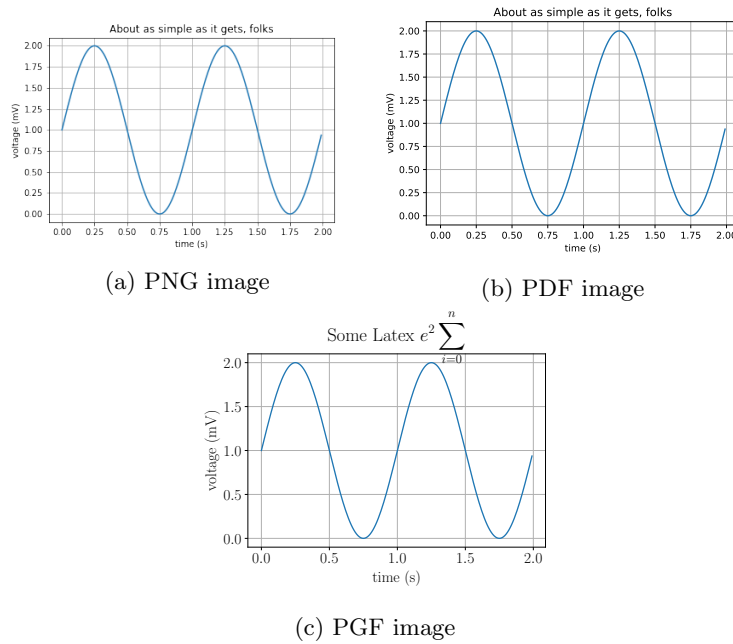 About as simple as it gets, folks
voltage (mV)
2.00
1.75
1.50
1.25
1.00
0.75
0.50
0.25
0.00
0.00 0.25 0.50 0.75 1.00 1.25 1.50 1.75 2.00
time (s)
(a) PNG image
About as simple as it gets, folks
voltage (mV)
2.00
1.75
1.50
1.25
1.00
0.75
0.50
0.25
0.00
0.00 0.25 0.50 0.75 1.00 1.25 1.50 1.75 2.00
time (s)
(b) PDF image
Some Latex $e^2 \sum_{i=0}^{n}$
voltage (mV)
2.0
1.5
1.0
0.5
0.0
0.0 0.5 1.0 1.5 2.0
time (s)
(c) PGF image